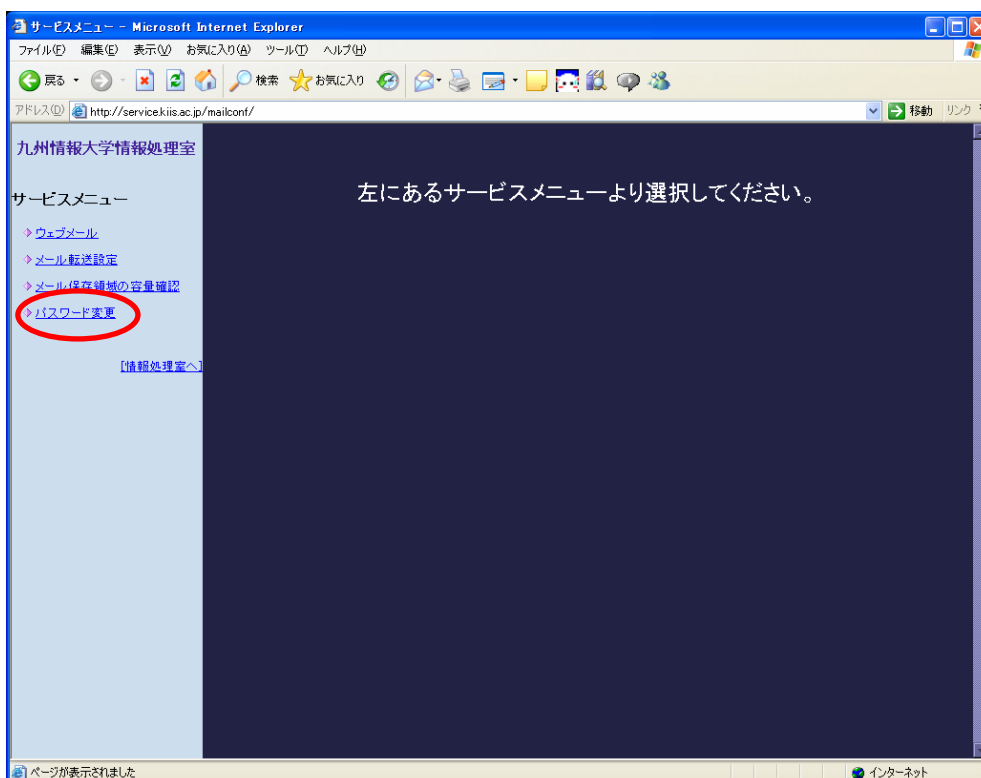 サービスメニュー - Microsoft Internet Explorer
ファイル(F) 編集(E) 表示(V) お気に入り(A) ツール(T) ヘルプ(H)
戻る 検索 お気に入り
アドレス(D) http://service.kiis.ac.jp/mailconf/ 移動 リンク
九州情報大学情報処理室
サービスメニュー
ウェブメール
メール転送設定
メール保存領域の容量確認
パスワード変更
[情報処理室へ]
左にあるサービスメニューより選択してください。
ページが表示されました インターネット